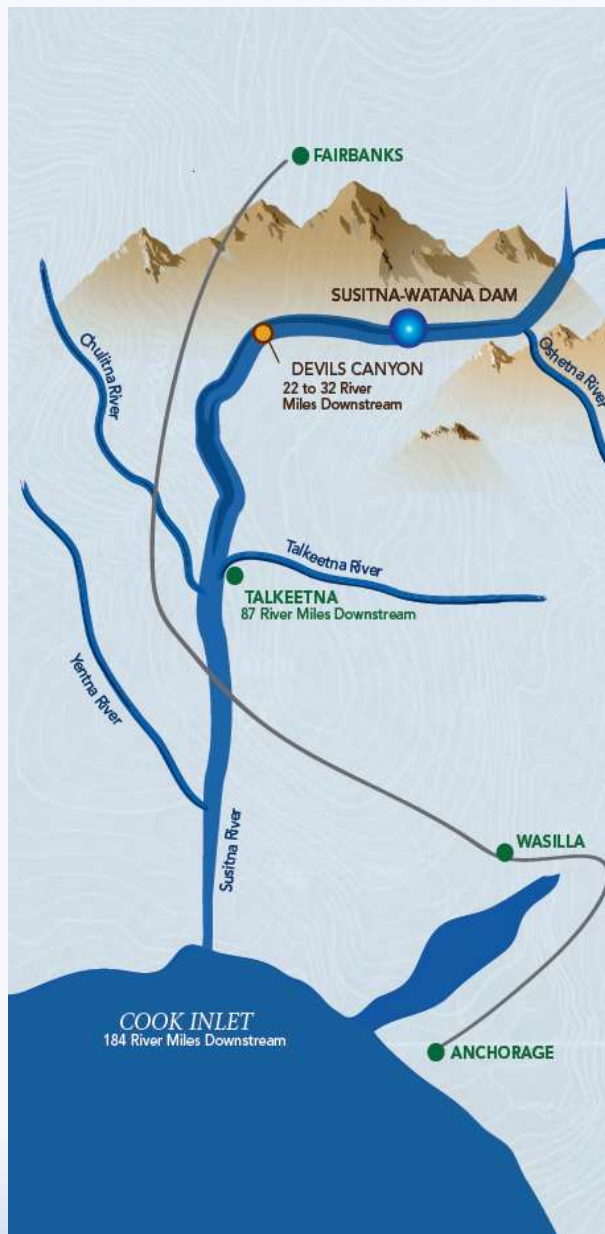 FAIRBANKS
SUSITNA-WATANA DAM
DEVILS CANYON
22 to 32 River
Miles Downstream
Oshetna River
Chulitna River
Talkeetna River
TALKEETNA
87 River Miles Downstream
Yentna River
Susitna River
WASILLA
COOK INLET
184 River Miles Downstream
ANCHORAGE